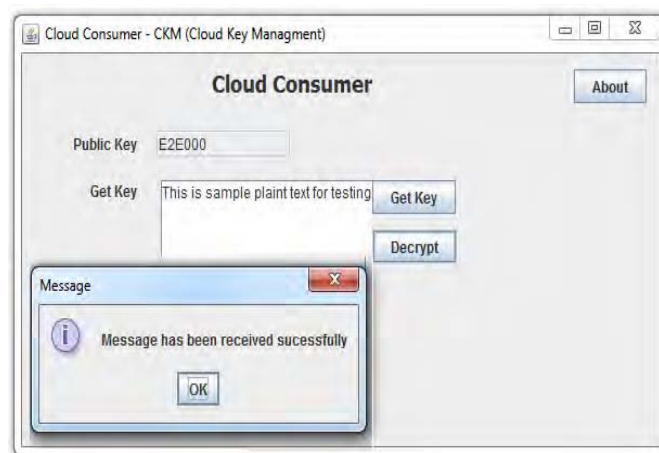 Cloud Consumer - CKM (Cloud Key Managment)
Cloud Consumer
About
Public Key E2E000
Get Key This is sample plaint text for testing Get Key
Decrypt
Message
Message has been received sucessfully
OK